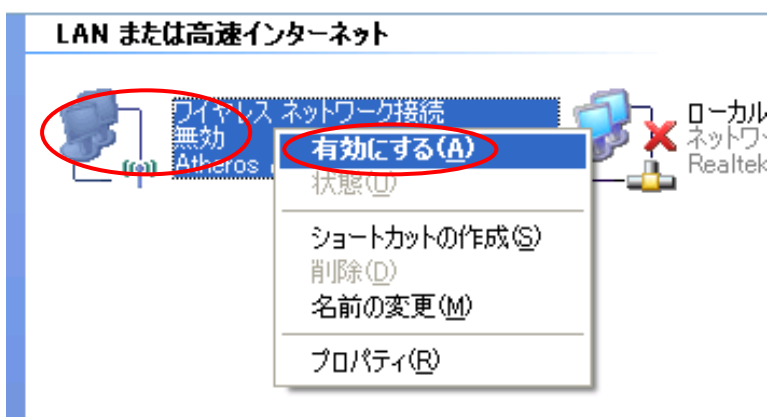 LAN または高速インターネット
ワイヤレス ネットワーク接続
無効
Atheros
有効にする(A)
状態(U)
ショートカットの作成(S)
削除(D)
名前の変更(M)
プロパティ(R)
ローカル
ネットワー
Realtek